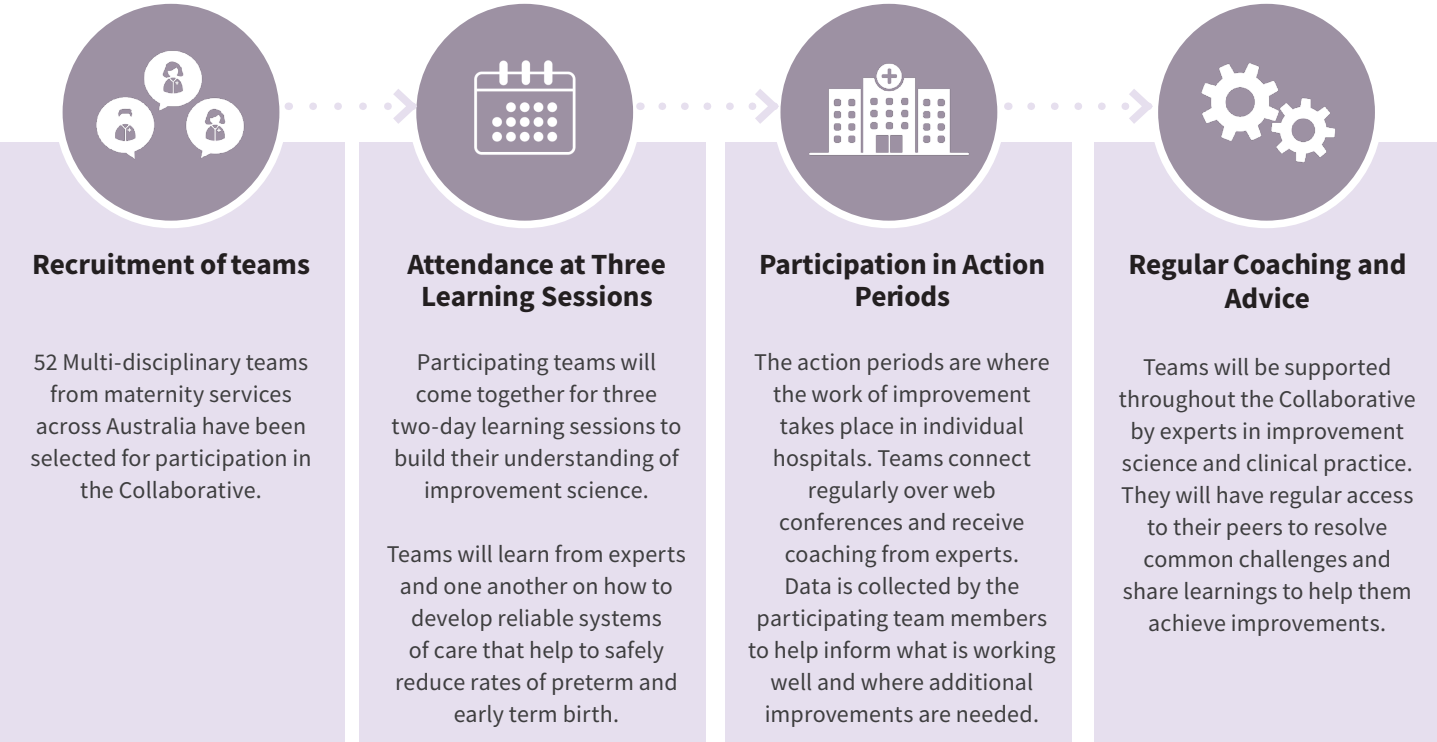 Recruitment of teams
52 Multi-disciplinary teams
from maternity services
across Australia have been
selected for participation in
the Collaborative.
Attendance at Three
Learning Sessions
Participating teams will
come together for three
two-day learning sessions to
build their understanding of
improvement science.
Teams will learn from experts
and one another on how to
develop reliable systems
of care that help to safely
reduce rates of preterm and
early term birth.
Participation in Action
Periods
The action periods are where
the work of improvement
takes place in individual
hospitals. Teams connect
regularly over web
conferences and receive
coaching from experts.
Data is collected by the
participating team members
to help inform what is working
well and where additional
improvements are needed.
Regular Coaching and
Advice
Teams will be supported
throughout the Collaborative
by experts in improvement
science and clinical practice.
They will have regular access
to their peers to resolve
common challenges and
share learnings to help them
achieve improvements.